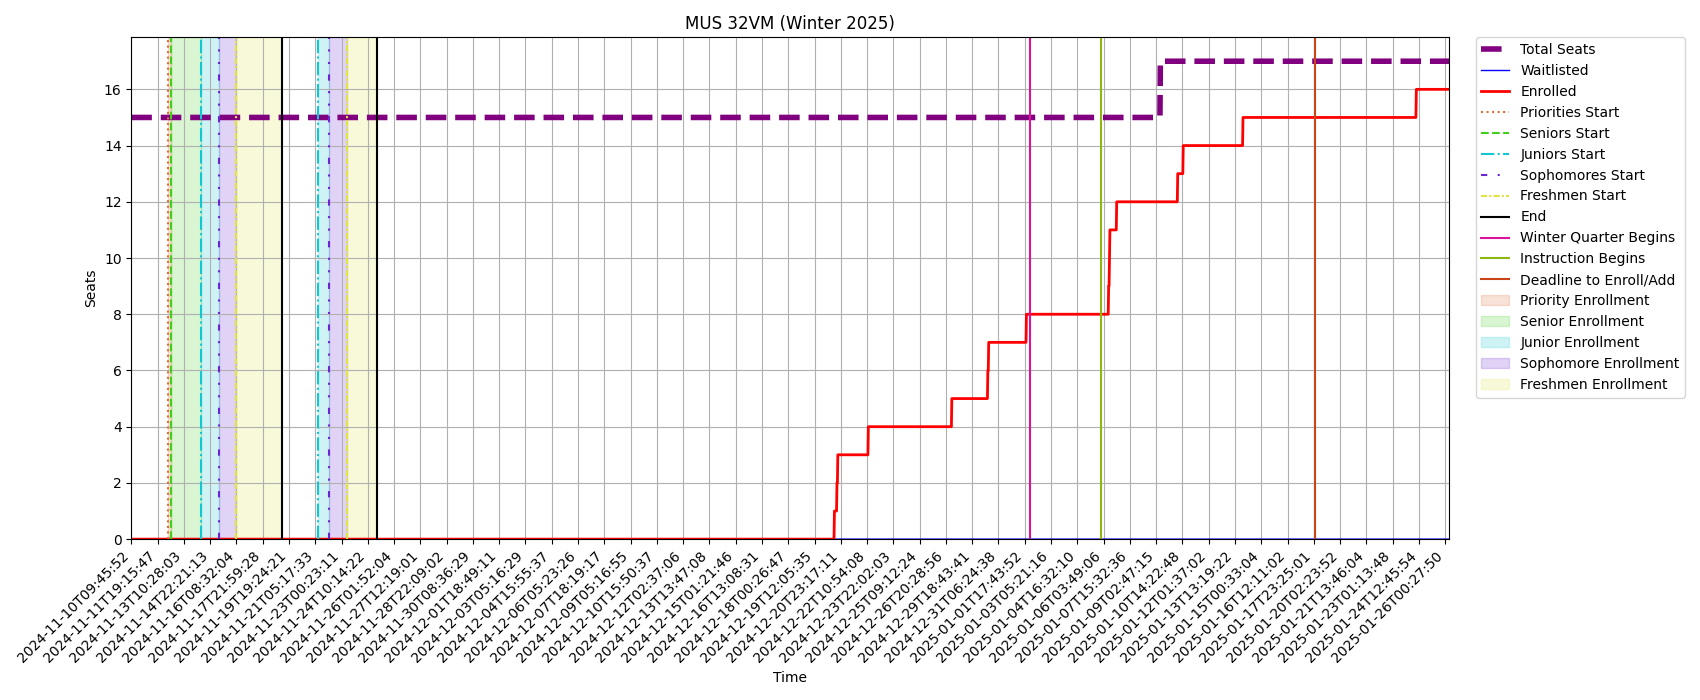 MUS 32VM (Winter 2025)
Seats
16
14
12
10
8
6
4
2
0
2024-11-10T09:45:52
2024-11-11T19:15:47
2024-11-13T10:28:03
2024-11-14T22:21:13
2024-11-16T08:32:04
2024-11-17T21:59:28
2024-11-19T19:24:21
2024-11-21T05:17:33
2024-11-23T00:23:11
2024-11-24T10:14:22
2024-11-26T01:52:04
2024-11-27T12:19:01
2024-11-28T22:09:02
2024-11-30T08:36:29
2024-12-01T18:49:11
2024-12-03T05:16:29
2024-12-04T14:55:37
2024-12-06T05:23:26
2024-12-07T18:19:17
2024-12-09T05:16:55
2024-12-10T15:50:37
2024-12-12T02:37:06
2024-12-13T13:47:08
2024-12-15T01:21:46
2024-12-16T13:08:31
2024-12-18T00:26:47
2024-12-19T12:05:35
2024-12-20T23:17:11
2024-12-22T10:54:08
2024-12-23T22:02:03
2024-12-25T09:12:24
2024-12-26T20:28:56
2024-12-29T18:43:41
2024-12-31T06:24:38
2025-01-01T17:43:52
2025-01-03T05:21:16
2025-01-04T16:32:10
2025-01-06T03:49:06
2025-01-07T15:32:36
2025-01-09T02:47:15
2025-01-10T14:22:48
2025-01-12T01:37:02
2025-01-13T13:19:22
2025-01-15T00:33:04
2025-01-16T12:11:02
2025-01-17T23:25:01
2025-01-20T02:23:52
2025-01-21T13:46:04
2025-01-23T01:13:48
2025-01-24T12:45:54
2025-01-26T00:27:50
Time
Total Seats
Waitlisted
Enrolled
Priorities Start
Seniors Start
Juniors Start
Sophomores Start
Freshmen Start
End
Winter Quarter Begins
Instruction Begins
Deadline to Enroll/Add
Priority Enrollment
Senior Enrollment
Junior Enrollment
Sophomore Enrollment
Freshmen Enrollment